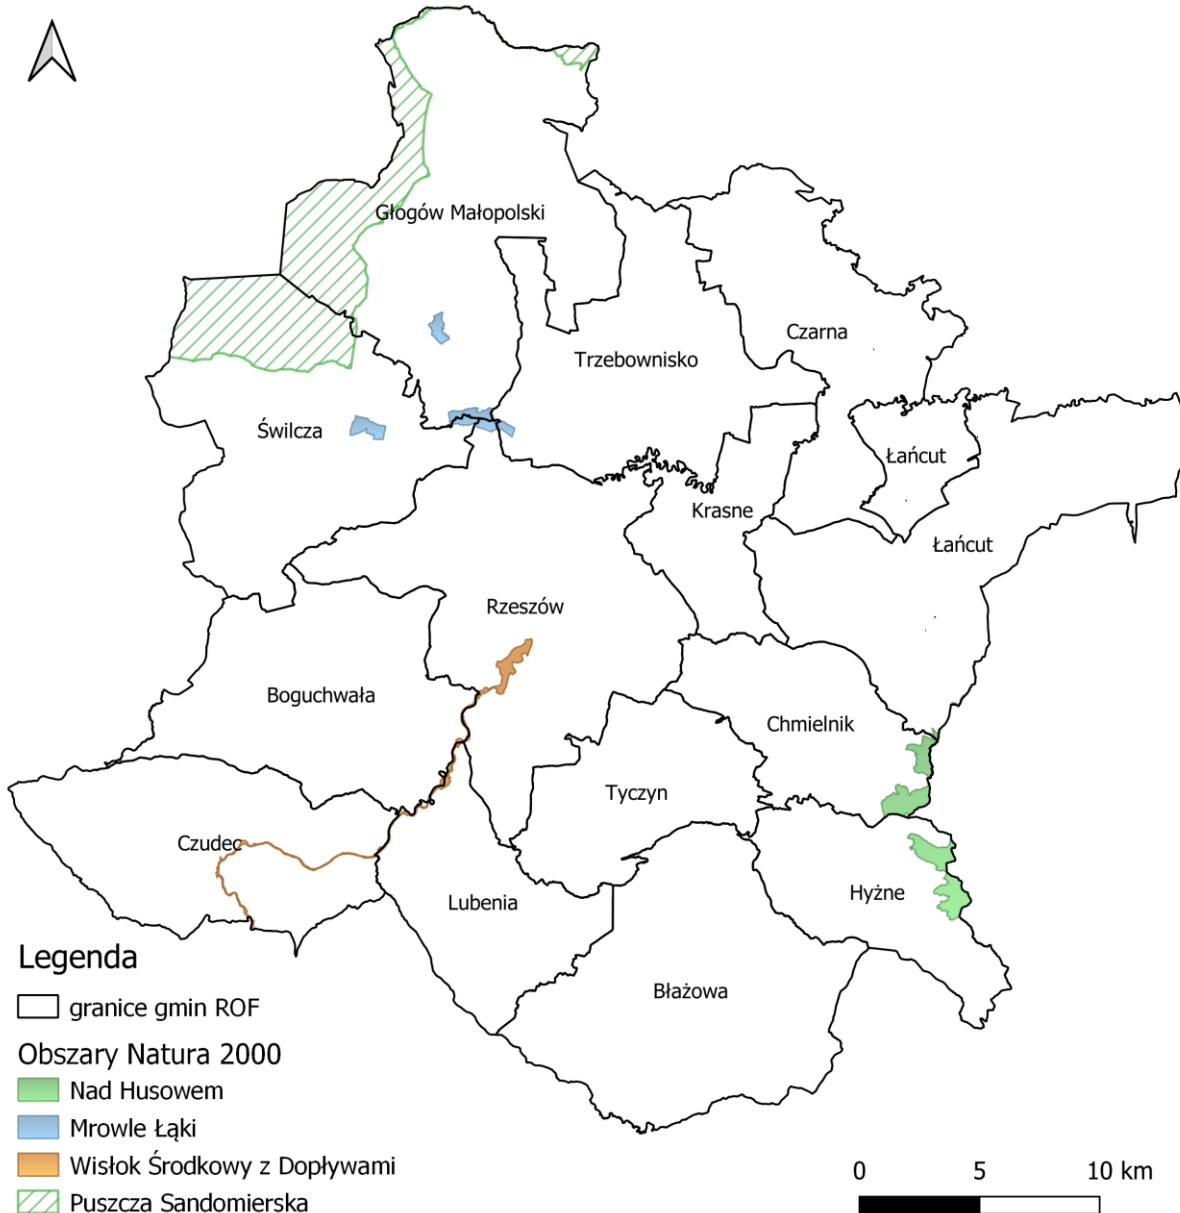 Głogów Małopolski
Czarna
Trzebownisko
Świlcza
Łańcut
Krasne
Łańcut
Rzeszów
Boguchwała
Chmielnik
Tyczyn
Czudec
Hyżne
Lubenia
Błażowa
Legenda
granice gmin ROF
Obszary Natura 2000
Nad Husowem
Mrowle Łąki
Wisłok Środkowy z Dopływami
Puszcza Sandomierska
0 5 10 km